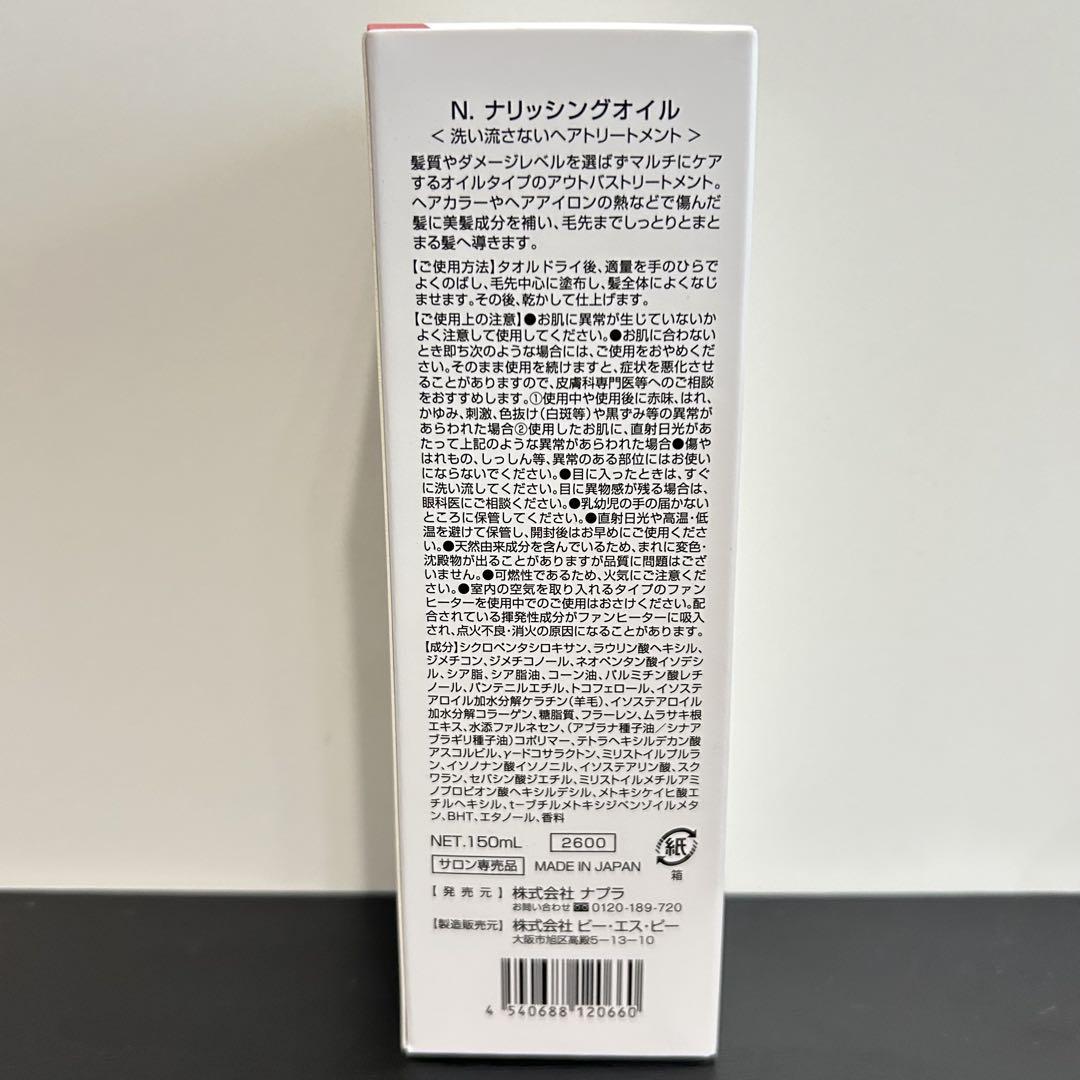 N. ナリッシングオイル
< 洗い流さないヘアトリートメント >
髪質やダメージレベルを選ばずマルチにケア
するオイルタイプのアウトバストリートメント。
ヘアカラーやヘアアイロンの熱などで傷んだ
髪に美髪成分を補い、毛先までしっとりとまと
まる髪へ導きます。
【ご使用方法】タオルドライ後、適量を手のひらで
よくのばし、毛先中心に塗布し、髪全体によくなじ
ませます。その後、乾かして仕上げます。
【ご使用上の注意】●お肌に異常が生じていないか
よく注意して使用してください。●お肌に合わない
とき即ち次のような場合には、ご使用をおやめくだ
さい。そのまま使用を続けますと、症状を悪化させ
ることがありますので、皮膚科専門医等へのご相談
をおすすめします。①使用中や使用後に赤味、はれ、
かゆみ、刺激、色抜け(白斑等)や黒ずみ等の異常が
あらわれた場合②使用したお肌に、直射日光があ
たって上記のような異常があらわれた場合●傷や
はれもの、しっしん等、異常のある部位にはお使い
にならないでください。●目に入ったときは、すぐ
に洗い流してください。目に異物感が残る場合は、
眼科医にご相談ください。●乳幼児の手の届かない
ところに保管してください。●直射日光や高温・低
温を避けて保管し、開封後はお早めにご使用くださ
い。●天然由来成分を含んでいるため、まれに変色・
沈殿物が出ることがありますが品質に問題はござ
いません。●可燃性であるため、火気にご注意くだ
さい。●室内の空気を取り入れるタイプのファン
ヒーターを使用中でのご使用はおさけください。配
合されている揮発性成分がファンヒーターに吸入
され、点火不良・消火の原因になることがあります。
【成分】シクロペンタシロキサン、ラウリン酸ヘキシル、
ジメチコン、ジメチコノール、ネオペンタン酸イソデシ
ル、シア脂、シア脂油、コーン油、パルミチン酸レチ
ノール、パンテニルエチル、トコフェロール、イソステ
アロイル加水分解ケラチン(羊毛)、イソステアロイル
加水分解コラーゲン、糖脂質、フラーレン、ムラサキ根
エキス、水添ファルネセン、(アブラナ種子油/シナア
ブラギリ種子油)コポリマー、テトラヘキシルデカン酸
アスコルビル、γードコサラクトン、ミリストイルプルラ
ン、イソノナン酸イソノニル、イソステアリン酸、スク
ワラン、セバシン酸ジエチル、ミリストイルメチルアミ
ノプロピオン酸ヘキシルデシル、メトキシケイヒ酸エ
チルヘキシル、tーブチルメトキシジベンゾイルメタ
ン、BHT、エタノール、香料
NET.150mL 2600 紙
サロン専売品 MADE IN JAPAN 箱
【発売元】 株式会社 ナプラ
お問い合わせ 0120-189-720
【製造販売元】 株式会社 ビー・エス・ピー
大阪市旭区高殿5-13-10
4 540688 120660